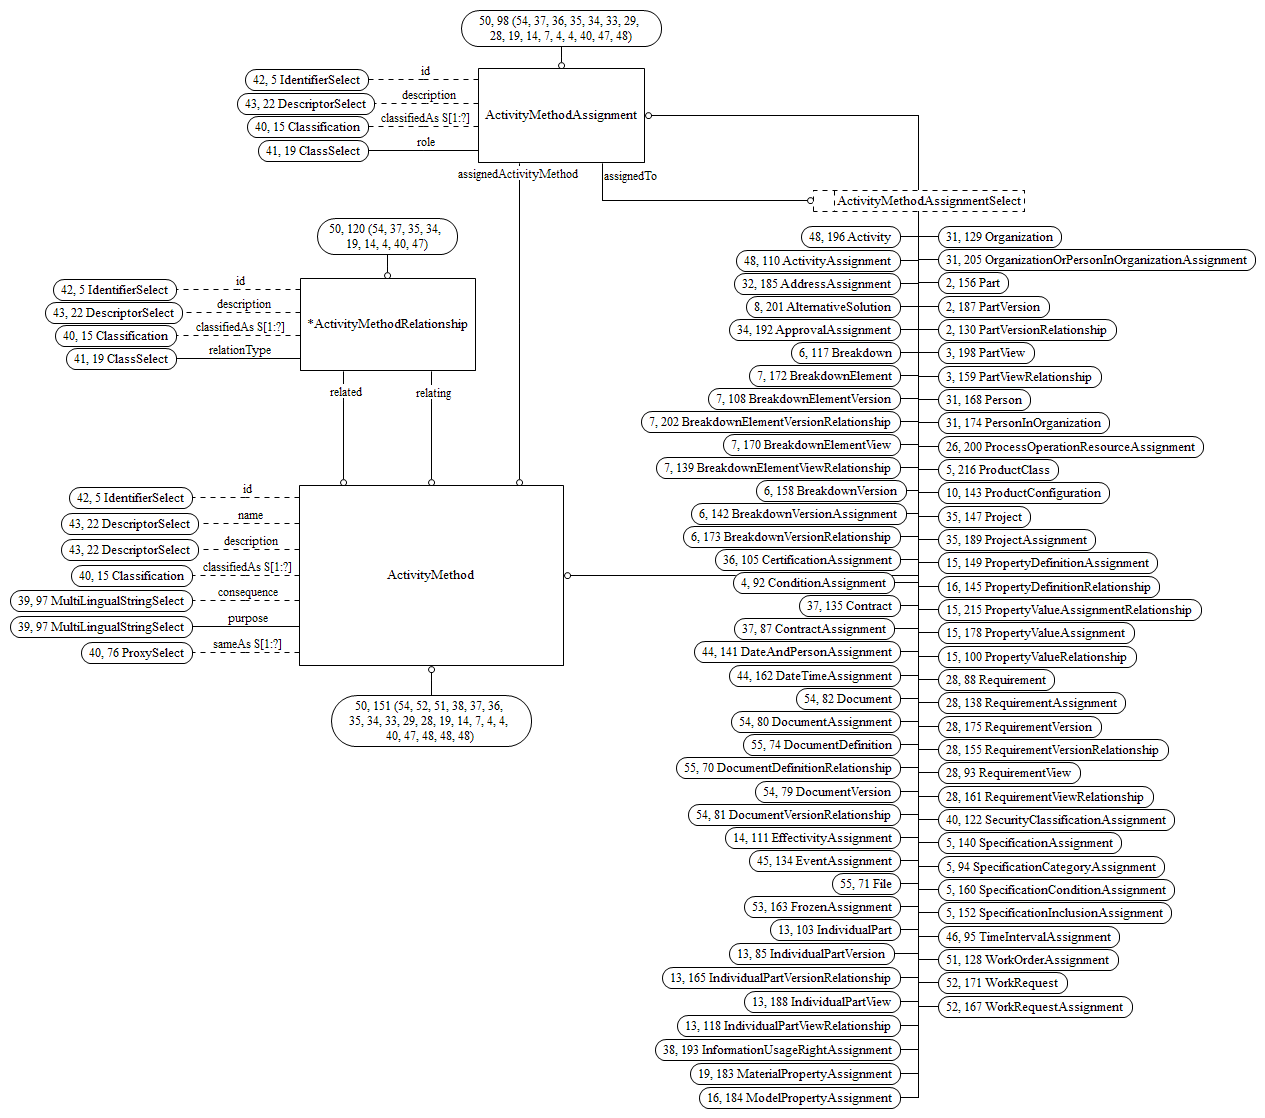 50, 98 (54, 37, 36, 35, 34, 33, 29,
28, 19, 14, 7, 4, 4, 40, 47, 48)
42, 5 IdentifierSelect
id
43, 22 DescriptorSelect
description
40, 15 Classification
classifiedAs S[1:?]
41, 19 ClassSelect
role
ActivityMethodAssignment
assignedActivityMethod
assignedTo
ActivityMethodAssignmentSelect
50, 120 (54, 37, 35, 34,
19, 14, 4, 40, 47)
42, 5 IdentifierSelect
id
43, 22 DescriptorSelect
description
40, 15 Classification
classifiedAs S[1:?]
41, 19 ClassSelect
relationType
*ActivityMethodRelationship
related
relating
42, 5 IdentifierSelect
id
43, 22 DescriptorSelect
name
43, 22 DescriptorSelect
description
40, 15 Classification
classifiedAs S[1:?]
39, 97 MultiLingualStringSelect
consequence
39, 97 MultiLingualStringSelect
purpose
40, 76 ProxySelect
sameAs S[1:?]
ActivityMethod
50, 151 (54, 52, 51, 38, 37, 36,
35, 34, 33, 29, 28, 19, 14, 7, 4, 4,
40, 47, 48, 48, 48)
48, 196 Activity
48, 110 ActivityAssignment
32, 185 AddressAssignment
8, 201 AlternativeSolution
34, 192 ApprovalAssignment
6, 117 Breakdown
7, 172 BreakdownElement
7, 108 BreakdownElementVersion
7, 202 BreakdownElementVersionRelationship
7, 170 BreakdownElementView
7, 139 BreakdownElementViewRelationship
6, 158 BreakdownVersion
6, 142 BreakdownVersionAssignment
6, 173 BreakdownVersionRelationship
36, 105 CertificationAssignment
4, 92 ConditionAssignment
37, 135 Contract
37, 87 ContractAssignment
44, 141 DateAndPersonAssignment
44, 162 DateTimeAssignment
54, 82 Document
54, 80 DocumentAssignment
55, 74 DocumentDefinition
55, 70 DocumentDefinitionRelationship
54, 79 DocumentVersion
54, 81 DocumentVersionRelationship
14, 111 EffectivityAssignment
45, 134 EventAssignment
55, 71 File
53, 163 FrozenAssignment
13, 103 IndividualPart
13, 85 IndividualPartVersion
13, 165 IndividualPartVersionRelationship
13, 188 IndividualPartView
13, 118 IndividualPartViewRelationship
38, 193 InformationUsageRightAssignment
19, 183 MaterialPropertyAssignment
16, 184 ModelPropertyAssignment
31, 129 Organization
31, 205 OrganizationOrPersonInOrganizationAssignment
2, 156 Part
2, 187 PartVersion
2, 130 PartVersionRelationship
3, 198 PartView
3, 159 PartViewRelationship
31, 168 Person
31, 174 PersonInOrganization
26, 200 ProcessOperationResourceAssignment
5, 216 ProductClass
10, 143 ProductConfiguration
35, 147 Project
35, 189 ProjectAssignment
15, 149 PropertyDefinitionAssignment
16, 145 PropertyDefinitionRelationship
15, 215 PropertyValueAssignmentRelationship
15, 178 PropertyValueAssignment
15, 100 PropertyValueRelationship
28, 88 Requirement
28, 138 RequirementAssignment
28, 175 RequirementVersion
28, 155 RequirementVersionRelationship
28, 93 RequirementView
28, 161 RequirementViewRelationship
40, 122 SecurityClassificationAssignment
5, 140 SpecificationAssignment
5, 94 SpecificationCategoryAssignment
5, 160 SpecificationConditionAssignment
5, 152 SpecificationInclusionAssignment
46, 95 TimeIntervalAssignment
51, 128 WorkOrderAssignment
52, 171 WorkRequest
52, 167 WorkRequestAssignment